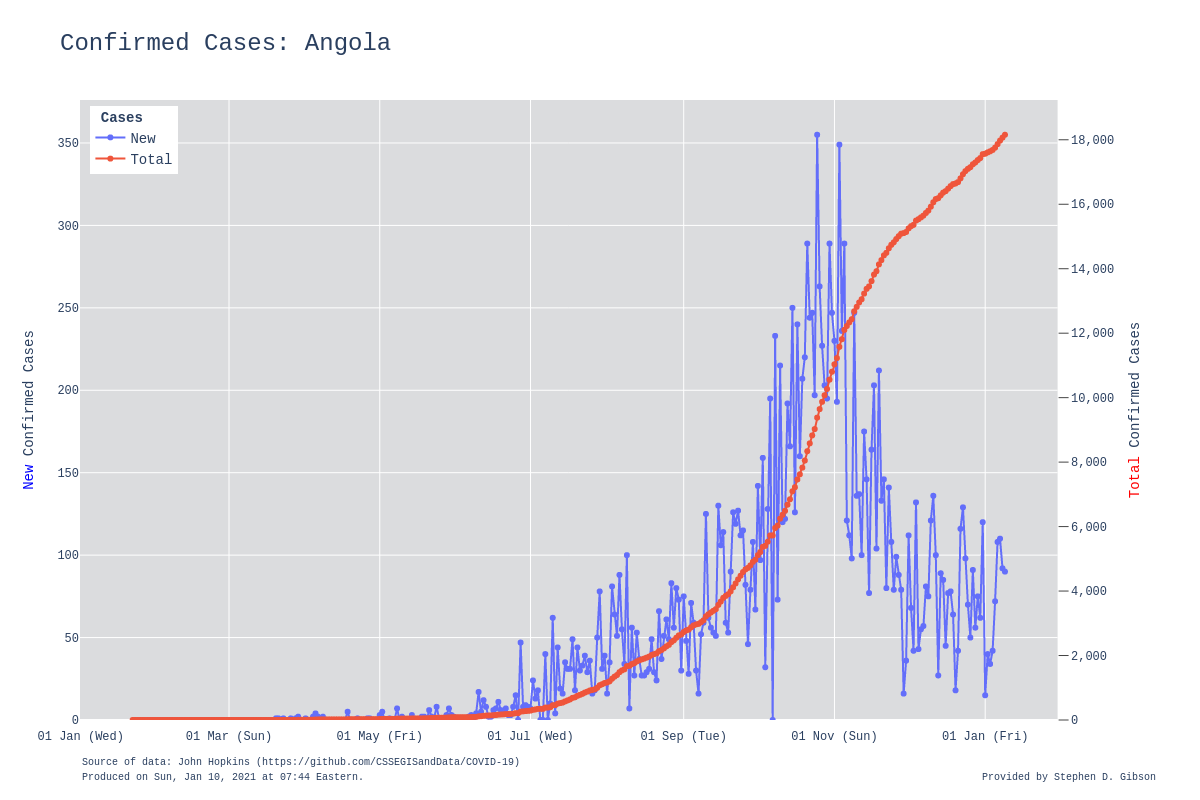 Confirmed Cases: Angola
Cases
New
Total
350
300
250
200
150
100
50
0
New Confirmed Cases
18,000
16,000
14,000
12,000
10,000
8,000
6,000
4,000
2,000
0
Total Confirmed Cases
01 Jan (Wed) 01 Mar (Sun) 01 May (Fri) 01 Jul (Wed) 01 Sep (Tue) 01 Nov (Sun) 01 Jan (Fri)
Source of data: John Hopkins (https://github.com/CSSEGISandData/COVID-19)
Produced on Sun, Jan 10, 2021 at 07:44 Eastern.
Provided by Stephen D. Gibson